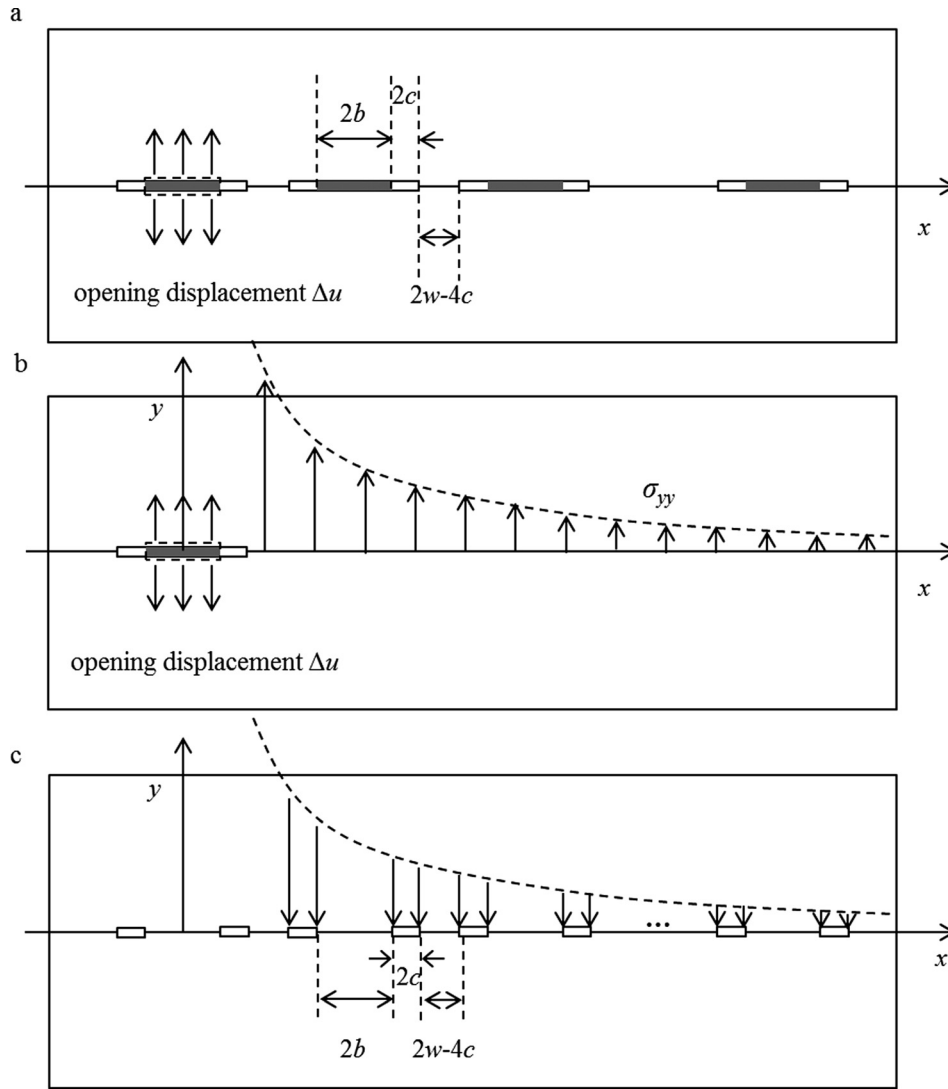 a
2c
2b
x
2w-4c
opening displacement Δu
b
y
σyy
x
opening displacement Δu
c
y
...
x
2c
2b
2w-4c